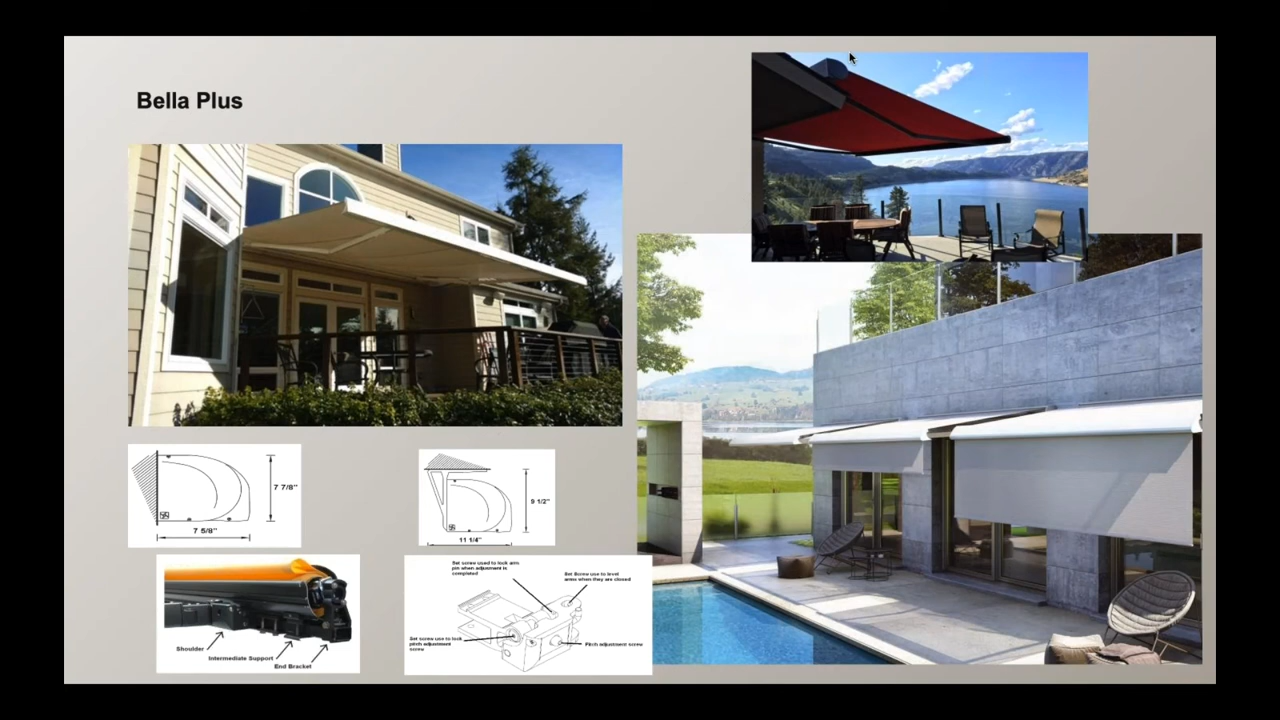 Bella Plus
7 7/8"
7 5/8"
9 1/2"
11 1/4"
Shoulder
Intermediate Support
End Bracket
Set screw used to lock arm
pin when adjustment is
completed
Set Screw use to level
arms when they are closed
Set screw use to lock
pitch adjustment
screw
Pitch adjustment screw